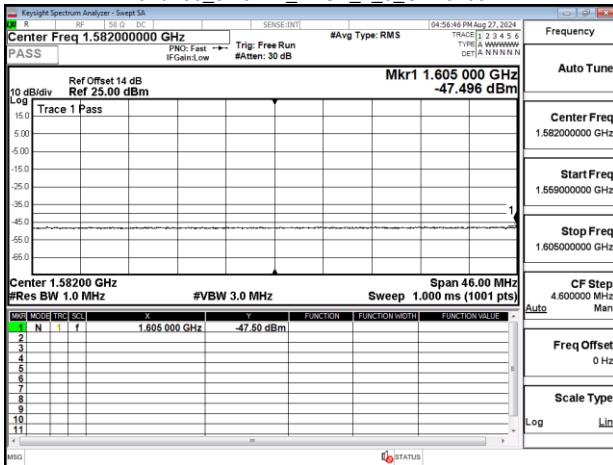 Keysight Spectrum Analyzer - Swept SA
R RF 50 Ω DC SENSE:INT 04:56:46 PM Aug 27, 2024
Center Freq 1.582000000 GHz #Avg Type: RMS TRACE 1 2 3 4 5 6
PNO: Fast Trig: Free Run TYPE A WWWWW
PASS IFGain:Low #Atten: 30 dB DET A N N N N N
Mkr1 1.605 000 GHz
Ref Offset 14 dB
10 dB/div Ref 25.00 dBm -47.496 dBm
Log
Trace 1 Pass
15.0
5.00
-5.00
-15.0
-25.0
-35.0
1
-45.0
-55.0
-65.0
Center 1.58200 GHz Span 46.00 MHz
#Res BW 1.0 MHz #VBW 3.0 MHz Sweep 1.000 ms (1001 pts)
MKR MODE TRC SCL X Y FUNCTION FUNCTION WIDTH FUNCTION VALUE
1 N 1 f 1.605 000 GHz -47.50 dBm
2
3
4
5
6
7
8
9
10
11
MSG STATUS
Frequency
Auto Tune
Center Freq
1.582000000 GHz
Start Freq
1.559000000 GHz
Stop Freq
1.605000000 GHz
CF Step
4.600000 MHz
Auto Man
Freq Offset
0 Hz
Scale Type
Log Lin